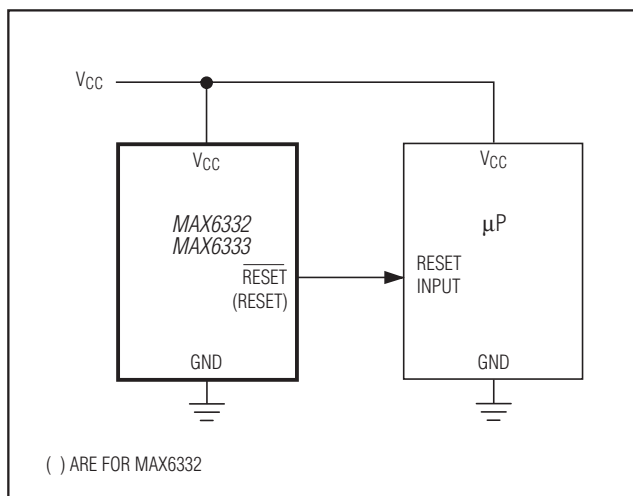 VCC
VCC
VCC
MAX6332
MAX6333
μP
RESET
(RESET)
RESET
INPUT
GND
GND
( ) ARE FOR MAX6332